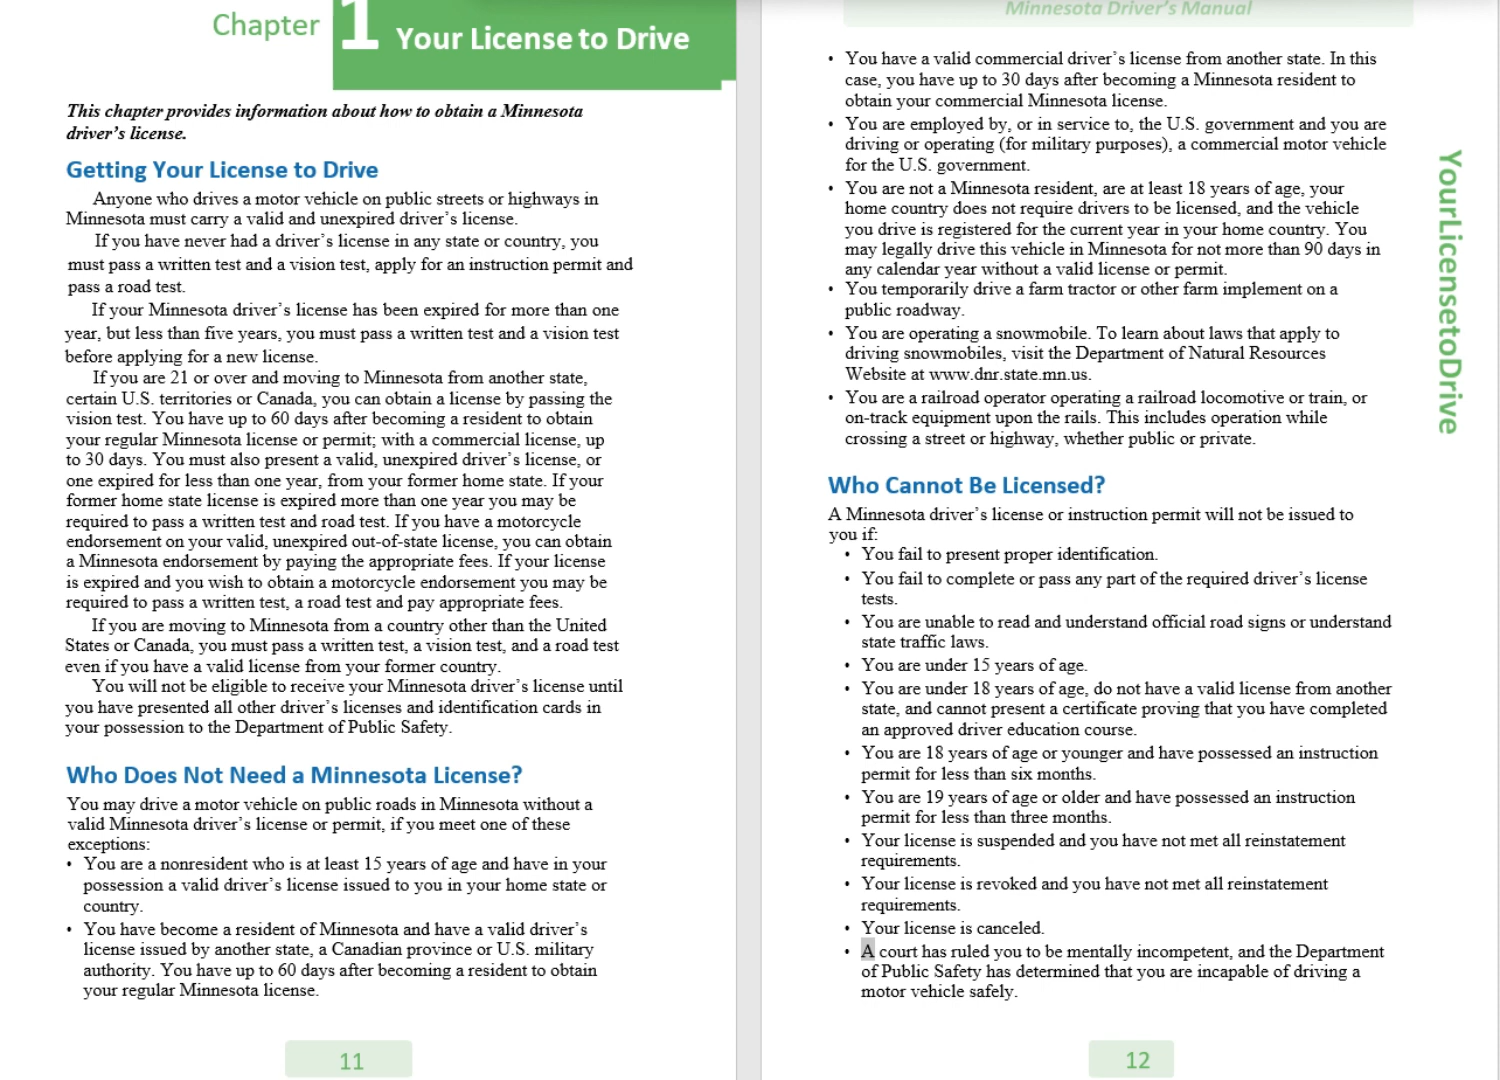 Chapter 1 Your License to Drive
This chapter provides information about how to obtain a Minnesota
driver's license.
Getting Your License to Drive
Anyone who drives a motor vehicle on public streets or highways in
Minnesota must carry a valid and unexpired driver's license.
If you have never had a driver's license in any state or country, you
must pass a written test and a vision test, apply for an instruction permit and
pass a road test.
If your Minnesota driver's license has been expired for more than one
year, but less than five years, you must pass a written test and a vision test
before applying for a new license.
If you are 21 or over and moving to Minnesota from another state,
certain U.S. territories or Canada, you can obtain a license by passing the
vision test. You have up to 60 days after becoming a resident to obtain
your regular Minnesota license or permit; with a commercial license, up
to 30 days. You must also present a valid, unexpired driver's license, or
one expired for less than one year, from your former home state. If your
former home state license is expired more than one year you may be
required to pass a written test and road test. If you have a motorcycle
endorsement on your valid, unexpired out-of-state license, you can obtain
a Minnesota endorsement by paying the appropriate fees. If your license
is expired and you wish to obtain a motorcycle endorsement you may be
required to pass a written test, a road test and pay appropriate fees.
If you are moving to Minnesota from a country other than the United
States or Canada, you must pass a written test, a vision test, and a road test
even if you have a valid license from your former country.
You will not be eligible to receive your Minnesota driver's license until
you have presented all other driver's licenses and identification cards in
your possession to the Department of Public Safety.
Who Does Not Need a Minnesota License?
You may drive a motor vehicle on public roads in Minnesota without a
valid Minnesota driver's license or permit, if you meet one of these
exceptions:
• You are a nonresident who is at least 15 years of age and have in your
possession a valid driver's license issued to you in your home state or
country.
• You have become a resident of Minnesota and have a valid driver's
license issued by another state, a Canadian province or U.S. military
authority. You have up to 60 days after becoming a resident to obtain
your regular Minnesota license.
11
Minnesota Driver's Manual
• You have a valid commercial driver's license from another state. In this
case, you have up to 30 days after becoming a Minnesota resident to
obtain your commercial Minnesota license.
• You are employed by, or in service to, the U.S. government and you are
driving or operating (for military purposes), a commercial motor vehicle
for the U.S. government.
• You are not a Minnesota resident, are at least 18 years of age, your
home country does not require drivers to be licensed, and the vehicle
you drive is registered for the current year in your home country. You
may legally drive this vehicle in Minnesota for not more than 90 days in
any calendar year without a valid license or permit.
• You temporarily drive a farm tractor or other farm implement on a
public roadway.
• You are operating a snowmobile. To learn about laws that apply to
driving snowmobiles, visit the Department of Natural Resources
Website at www.dnr.state.mn.us.
• You are a railroad operator operating a railroad locomotive or train, or
on-track equipment upon the rails. This includes operation while
crossing a street or highway, whether public or private.
Who Cannot Be Licensed?
A Minnesota driver's license or instruction permit will not be issued to
you if:
• You fail to present proper identification.
• You fail to complete or pass any part of the required driver's license
tests.
• You are unable to read and understand official road signs or understand
state traffic laws.
• You are under 15 years of age.
• You are under 18 years of age, do not have a valid license from another
state, and cannot present a certificate proving that you have completed
an approved driver education course.
• You are 18 years of age or younger and have possessed an instruction
permit for less than six months.
• You are 19 years of age or older and have possessed an instruction
permit for less than three months.
• Your license is suspended and you have not met all reinstatement
requirements.
• Your license is revoked and you have not met all reinstatement
requirements.
• Your license is canceled.
• A court has ruled you to be mentally incompetent, and the Department
of Public Safety has determined that you are incapable of driving a
motor vehicle safely.
12
YourLicensetoDrive